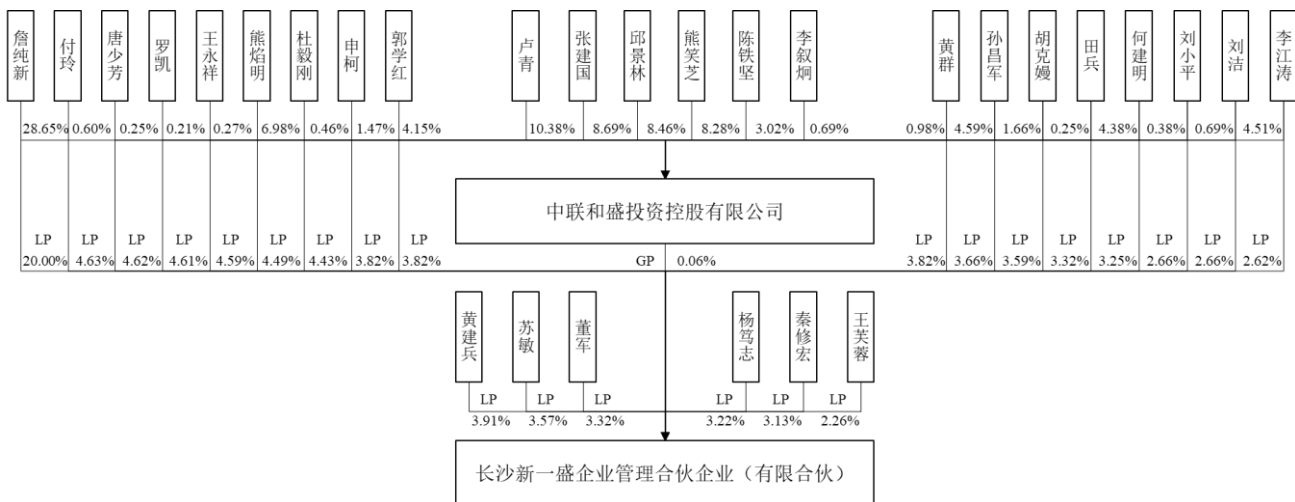 詹纯新 付玲 唐少芳 罗凯 王永祥 熊焰明 杜毅刚 申柯 郭学红 卢青 张建国 邱景林 熊笑芝 陈铁坚 李叙炯 黄群 孙昌军 胡克嫚 田兵 何建明 刘小平 刘洁 李江涛
28.65% 0.60% 0.25% 0.21% 0.27% 6.98% 0.46% 1.47% 4.15% 10.38% 8.69% 8.46% 8.28% 3.02% 0.69% 0.98% 4.59% 1.66% 0.25% 4.38% 0.38% 0.69% 4.51%
中联和盛投资控股有限公司
LP LP LP LP LP LP LP LP LP LP LP LP LP LP LP LP LP
20.00% 4.63% 4.62% 4.61% 4.59% 4.49% 4.43% 3.82% 3.82% GP 0.06% 3.82% 3.66% 3.59% 3.32% 3.25% 2.66% 2.66% 2.62%
黄建兵 苏敏 董军 杨笃志 秦修宏 王芙蓉
LP LP LP LP LP LP
3.91% 3.57% 3.32% 3.22% 3.13% 2.26%
长沙新一盛企业管理合伙企业（有限合伙）